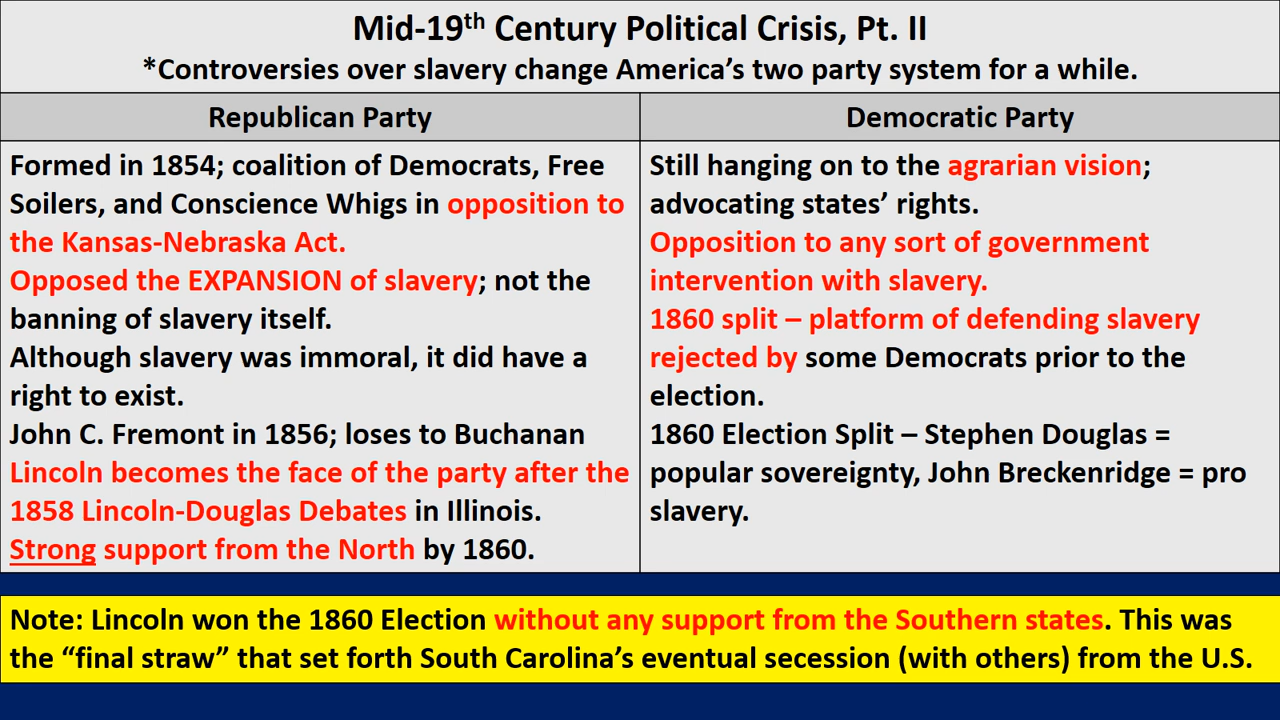 Mid-19th Century Political Crisis, Pt. II
*Controversies over slavery change America’s two party system for a while.
Republican Party
Formed in 1854; coalition of Democrats, Free
Soilers, and Conscience Whigs in opposition to
the Kansas-Nebraska Act.
Opposed the EXPANSION of slavery; not the
banning of slavery itself.
Although slavery was immoral, it did have a
right to exist.
John C. Fremont in 1856; loses to Buchanan
Lincoln becomes the face of the party after the
1858 Lincoln-Douglas Debates in Illinois.
Strong support from the North by 1860.
Democratic Party
Still hanging on to the agrarian vision;
advocating states’ rights.
Opposition to any sort of government
intervention with slavery.
1860 split – platform of defending slavery
rejected by some Democrats prior to the
election.
1860 Election Split – Stephen Douglas =
popular sovereignty, John Breckenridge = pro
slavery.
Note: Lincoln won the 1860 Election without any support from the Southern states. This was
the “final straw” that set forth South Carolina’s eventual secession (with others) from the U.S.